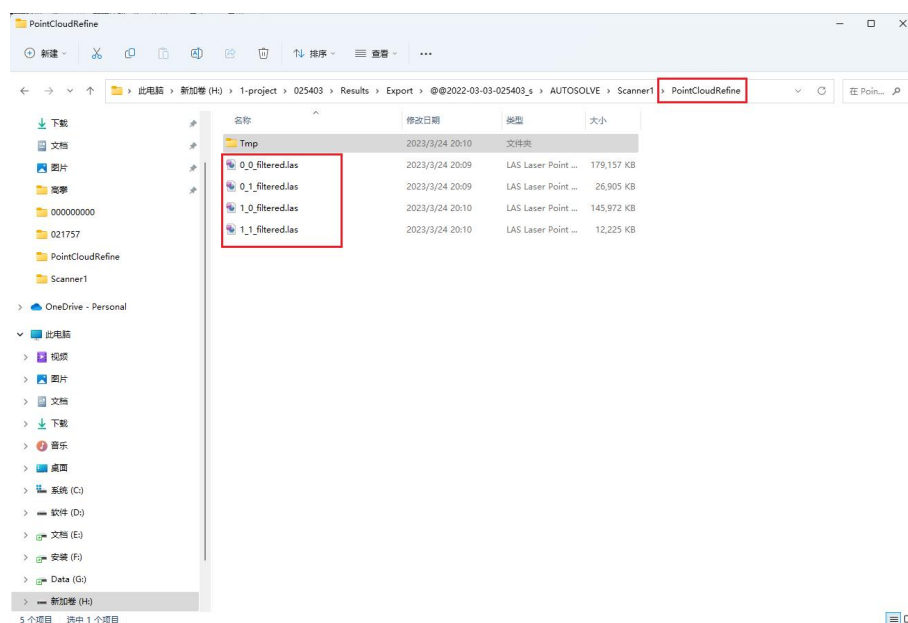 PointCloudRefine
新建
排序
查看
此电脑 › 新加卷 (H:) › 1-project › 025403 › Results › Export › @@2022-03-03-025403_s › AUTOSOLVE › Scanner1 › PointCloudRefine
在 Poin...
名称 修改日期 类型 大小
Tmp 2023/3/24 20:10 文件夹
0_0_filtered.las 2023/3/24 20:09 LAS Laser Point ... 179,157 KB
0_1_filtered.las 2023/3/24 20:09 LAS Laser Point ... 26,905 KB
1_0_filtered.las 2023/3/24 20:10 LAS Laser Point ... 145,972 KB
1_1_filtered.las 2023/3/24 20:10 LAS Laser Point ... 12,225 KB
下载
文档
图片
高攀
000000000
021757
PointCloudRefine
Scanner1
OneDrive - Personal
此电脑
视频
图片
文档
下载
音乐
桌面
系统 (C:)
软件 (D:)
文档 (E:)
安装 (F:)
Data (G:)
新加卷 (H:)
5 个项目 选中 1 个项目